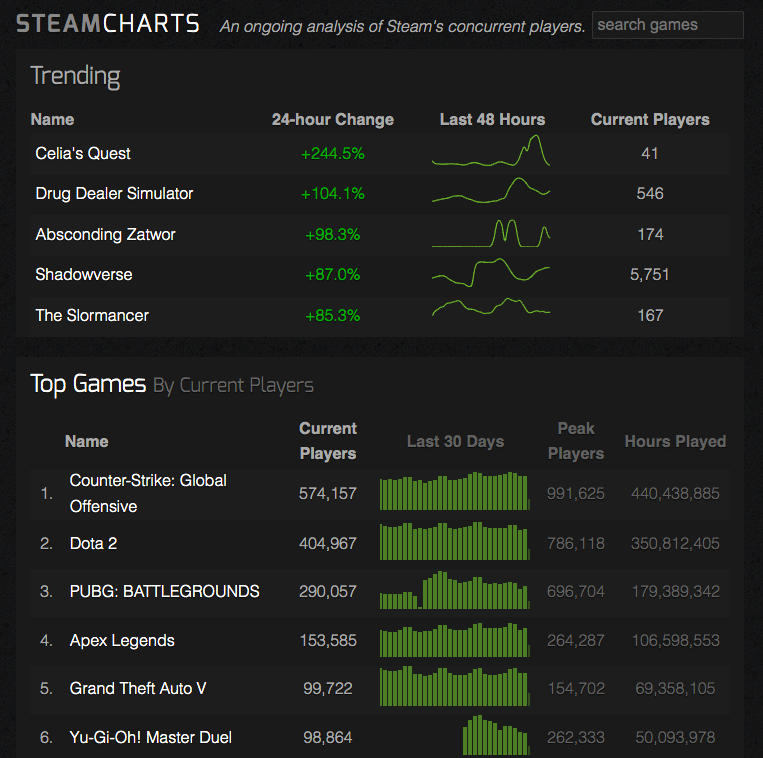 STEAMCHARTS An ongoing analysis of Steam's concurrent players. search games
Trending
Name 24-hour Change Last 48 Hours Current Players
Celia's Quest +244.5% 41
Drug Dealer Simulator +104.1% 546
Absconding Zatwor +98.3% 174
Shadowverse +87.0% 5,751
The Slormancer +85.3% 167
Top Games By Current Players
Name Current Players Last 30 Days Peak Players Hours Played
1. Counter-Strike: Global Offensive 574,157 991,625 440,438,885
2. Dota 2 404,967 786,118 350,812,405
3. PUBG: BATTLEGROUNDS 290,057 696,704 179,389,342
4. Apex Legends 153,585 264,287 106,598,553
5. Grand Theft Auto V 99,722 154,702 69,358,105
6. Yu-Gi-Oh! Master Duel 98,864 262,333 50,093,978